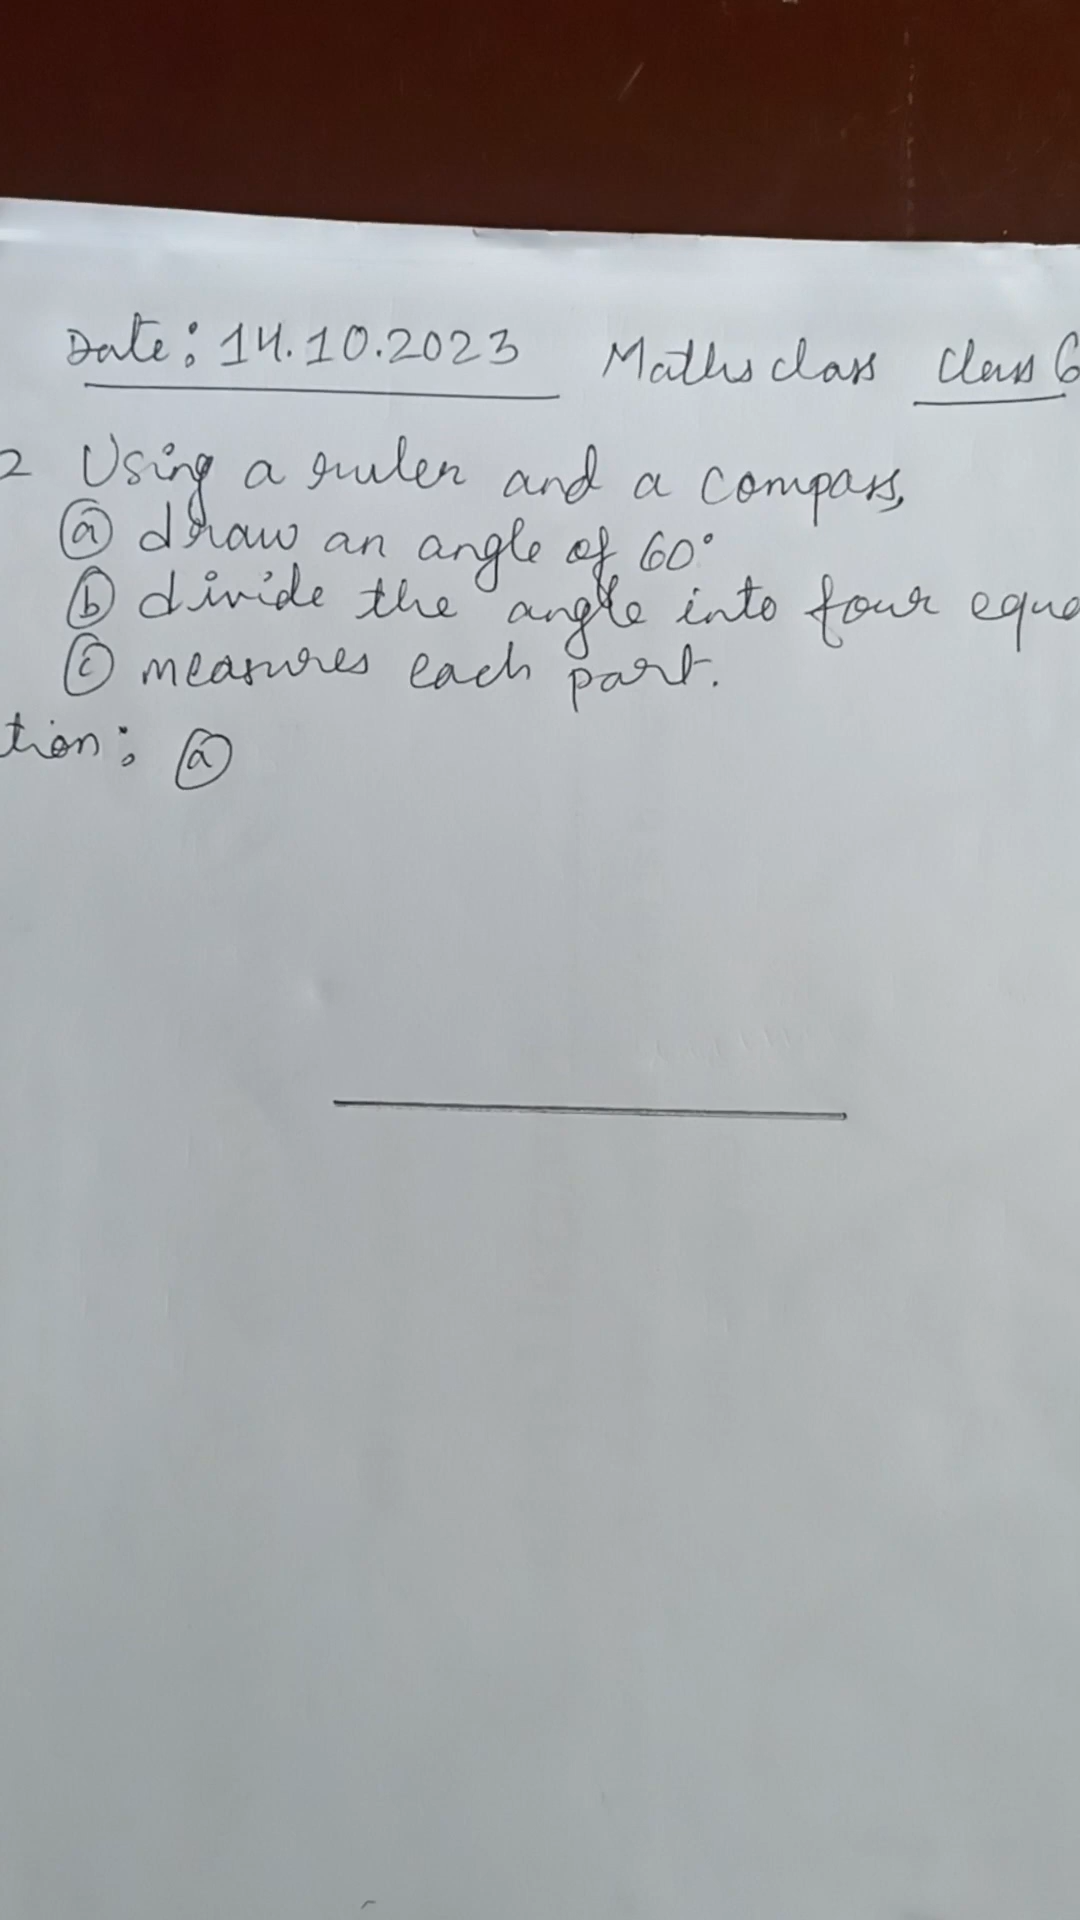 Date: 14.10.2023 Maths class Class 6
2 Using a ruler and a compass,
(a) draw an angle of 60°
(b) divide the angle into four equa
(c) measures each part.
tion: (a)